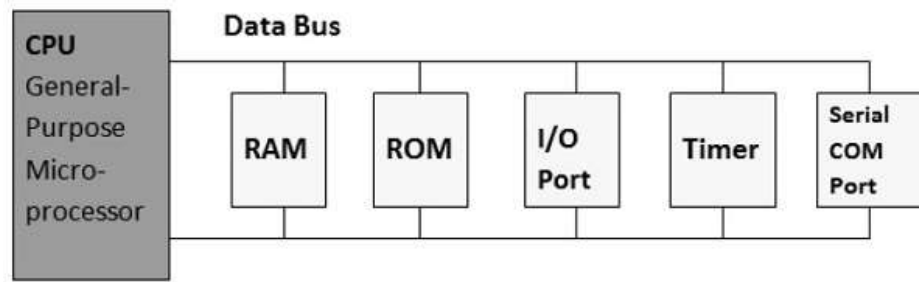 Data Bus
CPU
General-
Purpose
Micro-
processor
RAM
ROM
I/O
Port
Timer
Serial
COM
Port